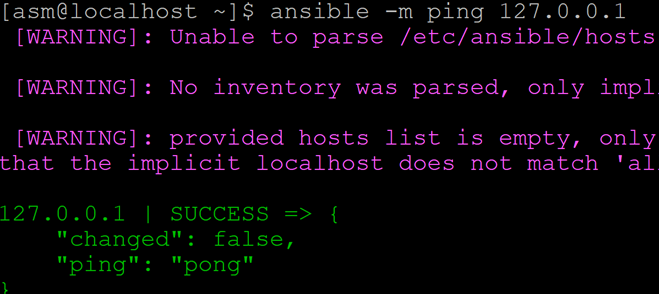 [asm@localhost ~]$ ansible -m ping 127.0.0.1
[WARNING]: Unable to parse /etc/ansible/hosts
[WARNING]: No inventory was parsed, only impl
[WARNING]: provided hosts list is empty, only
that the implicit localhost does not match 'al
127.0.0.1 | SUCCESS => {
    "changed": false,
    "ping": "pong"
}